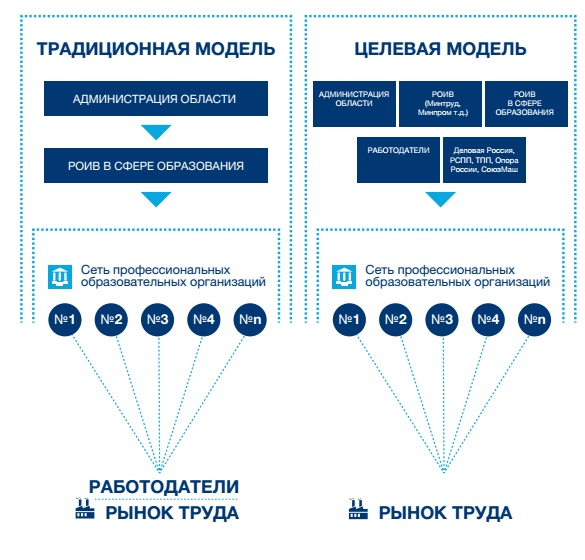 ТРАДИЦИОННАЯ МОДЕЛЬ
АДМИНИСТРАЦИЯ ОБЛАСТИ
РОИВ В СФЕРЕ ОБРАЗОВАНИЯ
Сеть профессиональных
образовательных организаций
№1 №2 №3 №4 №n
РАБОТОДАТЕЛИ
РЫНОК ТРУДА
ЦЕЛЕВАЯ МОДЕЛЬ
АДМИНИСТРАЦИЯ
ОБЛАСТИ
РОИВ
(Минтруд,
Минпром т.д.)
РОИВ
В СФЕРЕ
ОБРАЗОВАНИЯ
РАБОТОДАТЕЛИ
Деловая Россия,
РСПП, ТПП, Опора
России, СоюзМаш
Сеть профессиональных
образовательных организаций
№1 №2 №3 №4 №n
РЫНОК ТРУДА